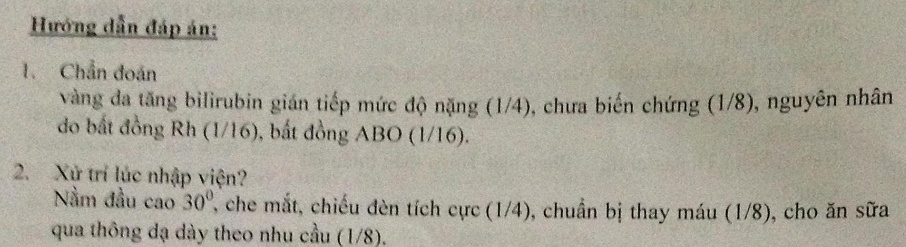 Hướng dẫn đáp án:
1. Chẩn đoán
vàng da tăng bilirubin gián tiếp mức độ nặng (1/4), chưa biến chứng (1/8), nguyên nhân
do bất đồng Rh (1/16), bất đồng ABO (1/16).
2. Xử trí lúc nhập viện?
Nằm đầu cao 30⁰, che mắt, chiếu đèn tích cực (1/4), chuẩn bị thay máu (1/8), cho ăn sữa
qua thông dạ dày theo nhu cầu (1/8).